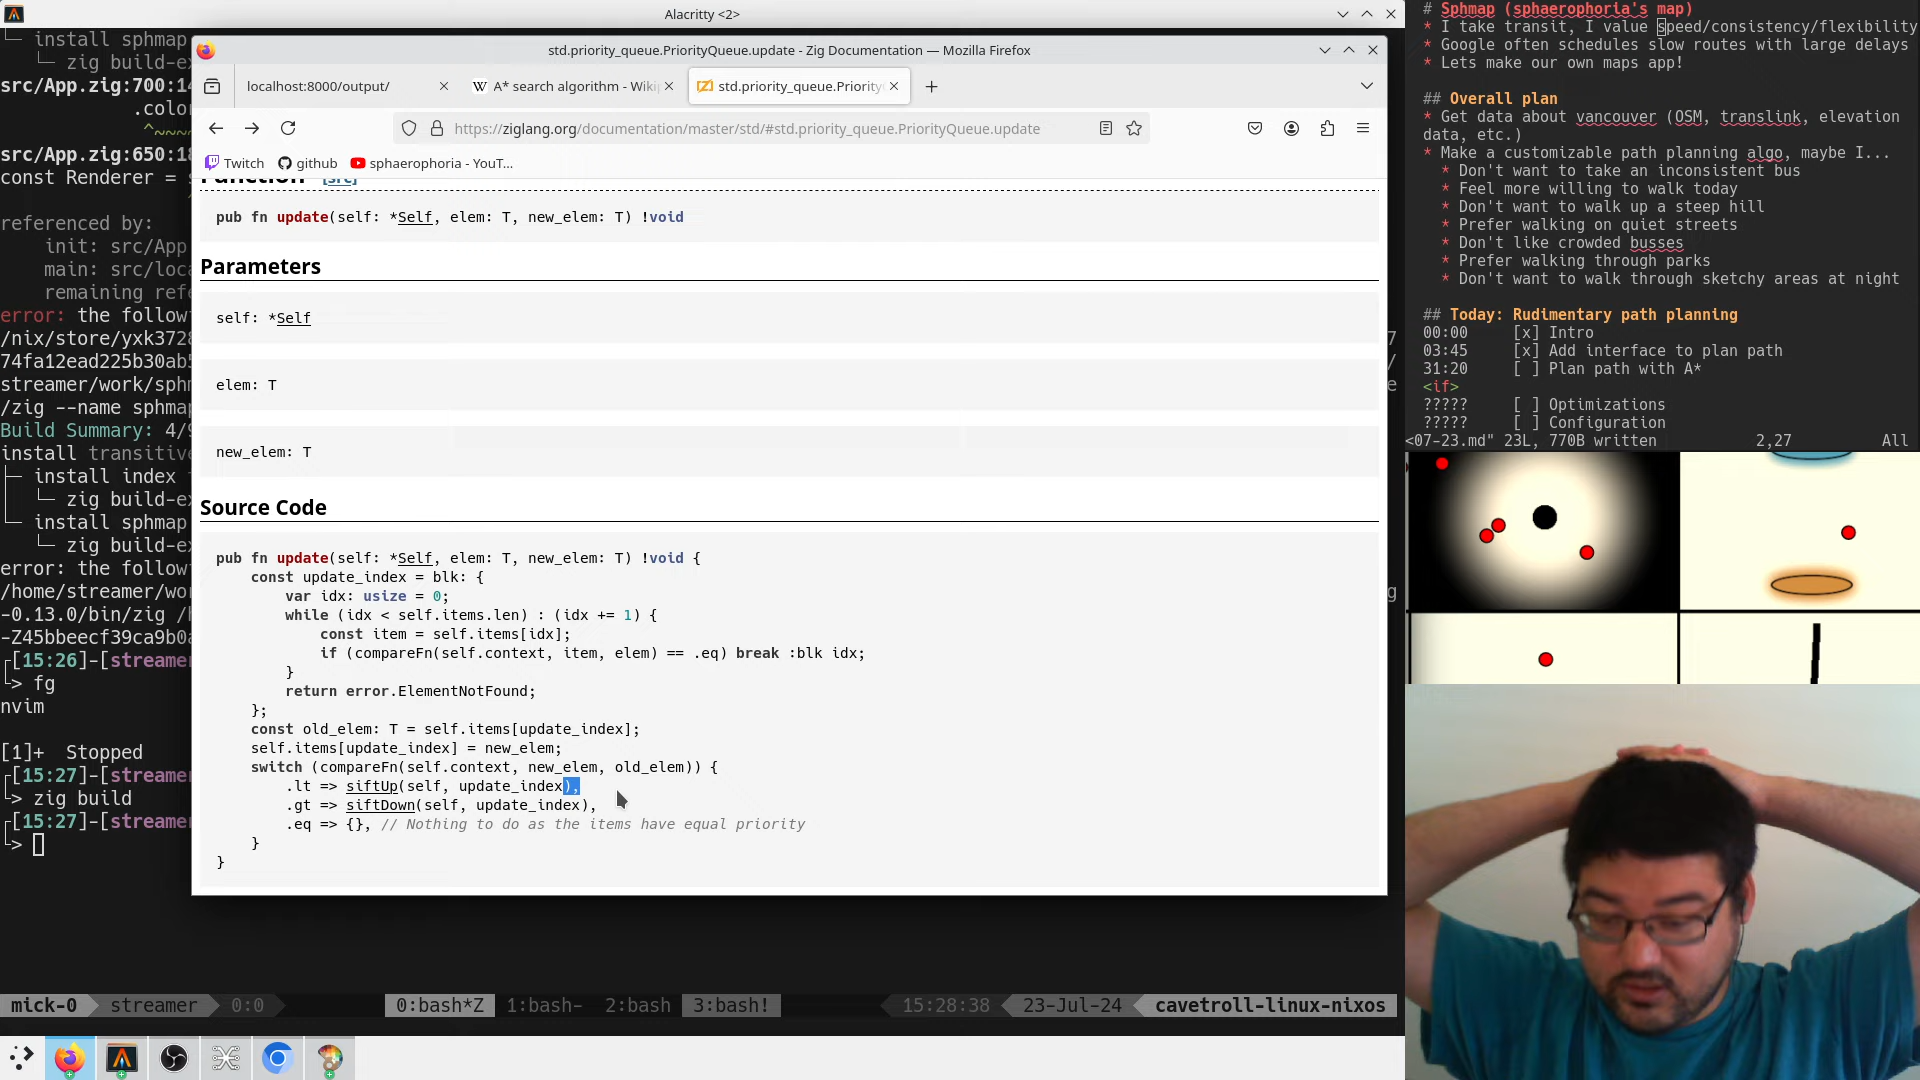 Alacritty <2>
└─ install sphmap
└─ zig build-ex
src/App.zig:700:14
.color
^~~~~
src/App.zig:650:18
const Renderer = s
referenced by:
init: src/App
main: src/loca
remaining refe
error: the follow
/nix/store/yxk3728
74fa12ead225b30ab5
streamer/work/sphm
/zig --name sphmap
Build Summary: 4/9
install transitive
├─ install index
│  └─ zig build-ex
└─ install sphmap
└─ zig build-ex
error: the follow
/home/streamer/wor
-0.13.0/bin/zig /h
-Z45bbeecf39ca9b0a
┌[15:26]-[streamer
└> fg
nvim
[1]+  Stopped
┌[15:27]-[streamer
└> zig build
┌[15:27]-[streamer
└>
std.priority_queue.PriorityQueue.update - Zig Documentation — Mozilla Firefox
localhost:8000/output/
A* search algorithm - Wiki
std.priority_queue.Priority
https://ziglang.org/documentation/master/std/#std.priority_queue.PriorityQueue.update
Twitch
github
sphaerophoria - YouT...
Function [src]
pub fn update(self: *Self, elem: T, new_elem: T) !void
Parameters
self: *Self
elem: T
new_elem: T
Source Code
pub fn update(self: *Self, elem: T, new_elem: T) !void {
const update_index = blk: {
var idx: usize = 0;
while (idx < self.items.len) : (idx += 1) {
const item = self.items[idx];
if (compareFn(self.context, item, elem) == .eq) break :blk idx;
}
return error.ElementNotFound;
};
const old_elem: T = self.items[update_index];
self.items[update_index] = new_elem;
switch (compareFn(self.context, new_elem, old_elem)) {
.lt => siftUp(self, update_index),
.gt => siftDown(self, update_index),
.eq => {}, // Nothing to do as the items have equal priority
}
}
mick-0 streamer 0:0 0:bash*Z 1:bash- 2:bash 3:bash! 15:28:38 23-Jul-24 cavetroll-linux-nixos
# Sphmap (sphaerophoria's map)
* I take transit, I value speed/consistency/flexibility
* Google often schedules slow routes with large delays
* Lets make our own maps app!
## Overall plan
* Get data about vancouver (OSM, translink, elevation
data, etc.)
* Make a customizable path planning algo, maybe I...
* Don't want to take an inconsistent bus
* Feel more willing to walk today
* Don't want to walk up a steep hill
* Prefer walking on quiet streets
* Don't like crowded busses
* Prefer walking through parks
* Don't want to walk through sketchy areas at night
## Today: Rudimentary path planning
00:00 [x] Intro
03:45 [x] Add interface to plan path
31:20 [ ] Plan path with A*
<if>
????? [ ] Optimizations
????? [ ] Configuration
<07-23.md" 23L, 770B written 2,27 All